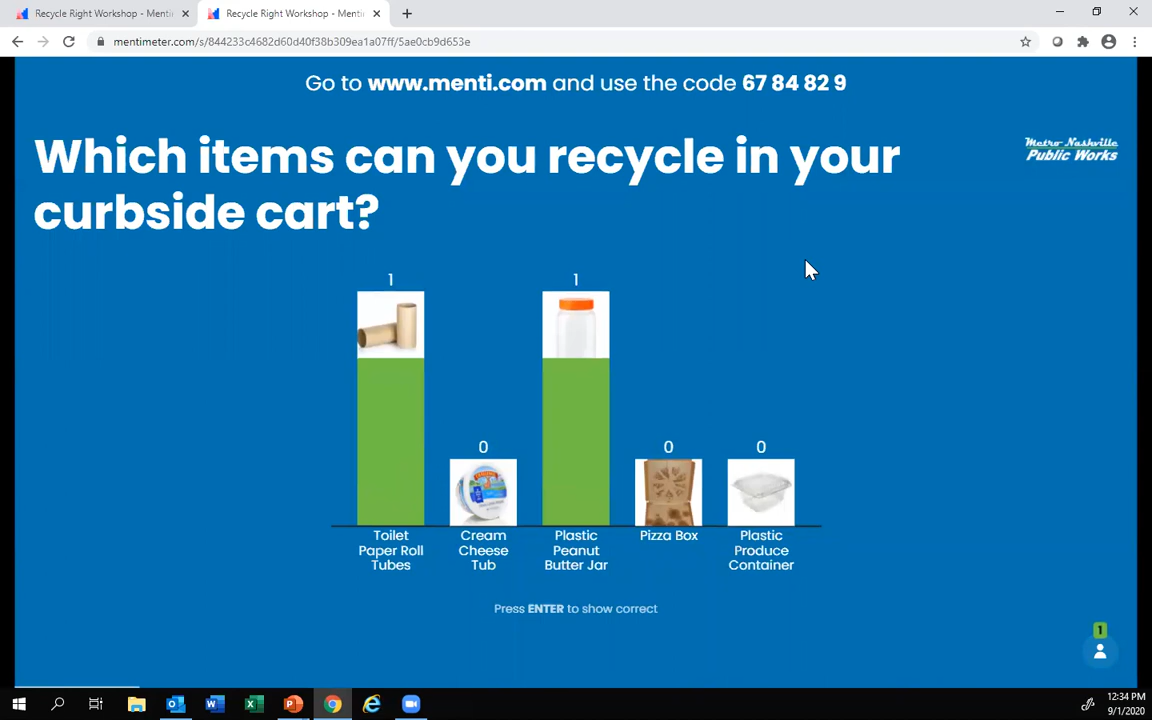 Recycle Right Workshop - Menti
Recycle Right Workshop - Menti
mentimeter.com/s/844233c4682d60d40f38b309ea1a07ff/5ae0cb9d653e
Go to www.menti.com and use the code 67 84 82 9
Which items can you recycle in your
curbside cart?
Metro Nashville
Public Works
1
0
1
0
0
Toilet
Paper Roll
Tubes
Cream
Cheese
Tub
Plastic
Peanut
Butter Jar
Pizza Box
Plastic
Produce
Container
Press ENTER to show correct
1
12:34 PM
9/1/2020